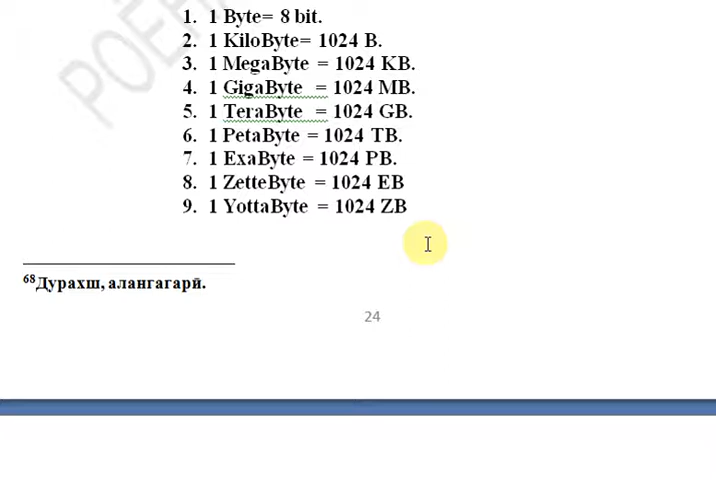 1. 1 Byte= 8 bit.
2. 1 KiloByte= 1024 B.
3. 1 MegaByte = 1024 KB.
4. 1 GigaByte = 1024 MB.
5. 1 TeraByte = 1024 GB.
6. 1 PetaByte = 1024 TB.
7. 1 ExaByte = 1024 PB.
8. 1 ZetteByte = 1024 EB
9. 1 YottaByte = 1024 ZB
68Дурахш, алангагарӣ.
24